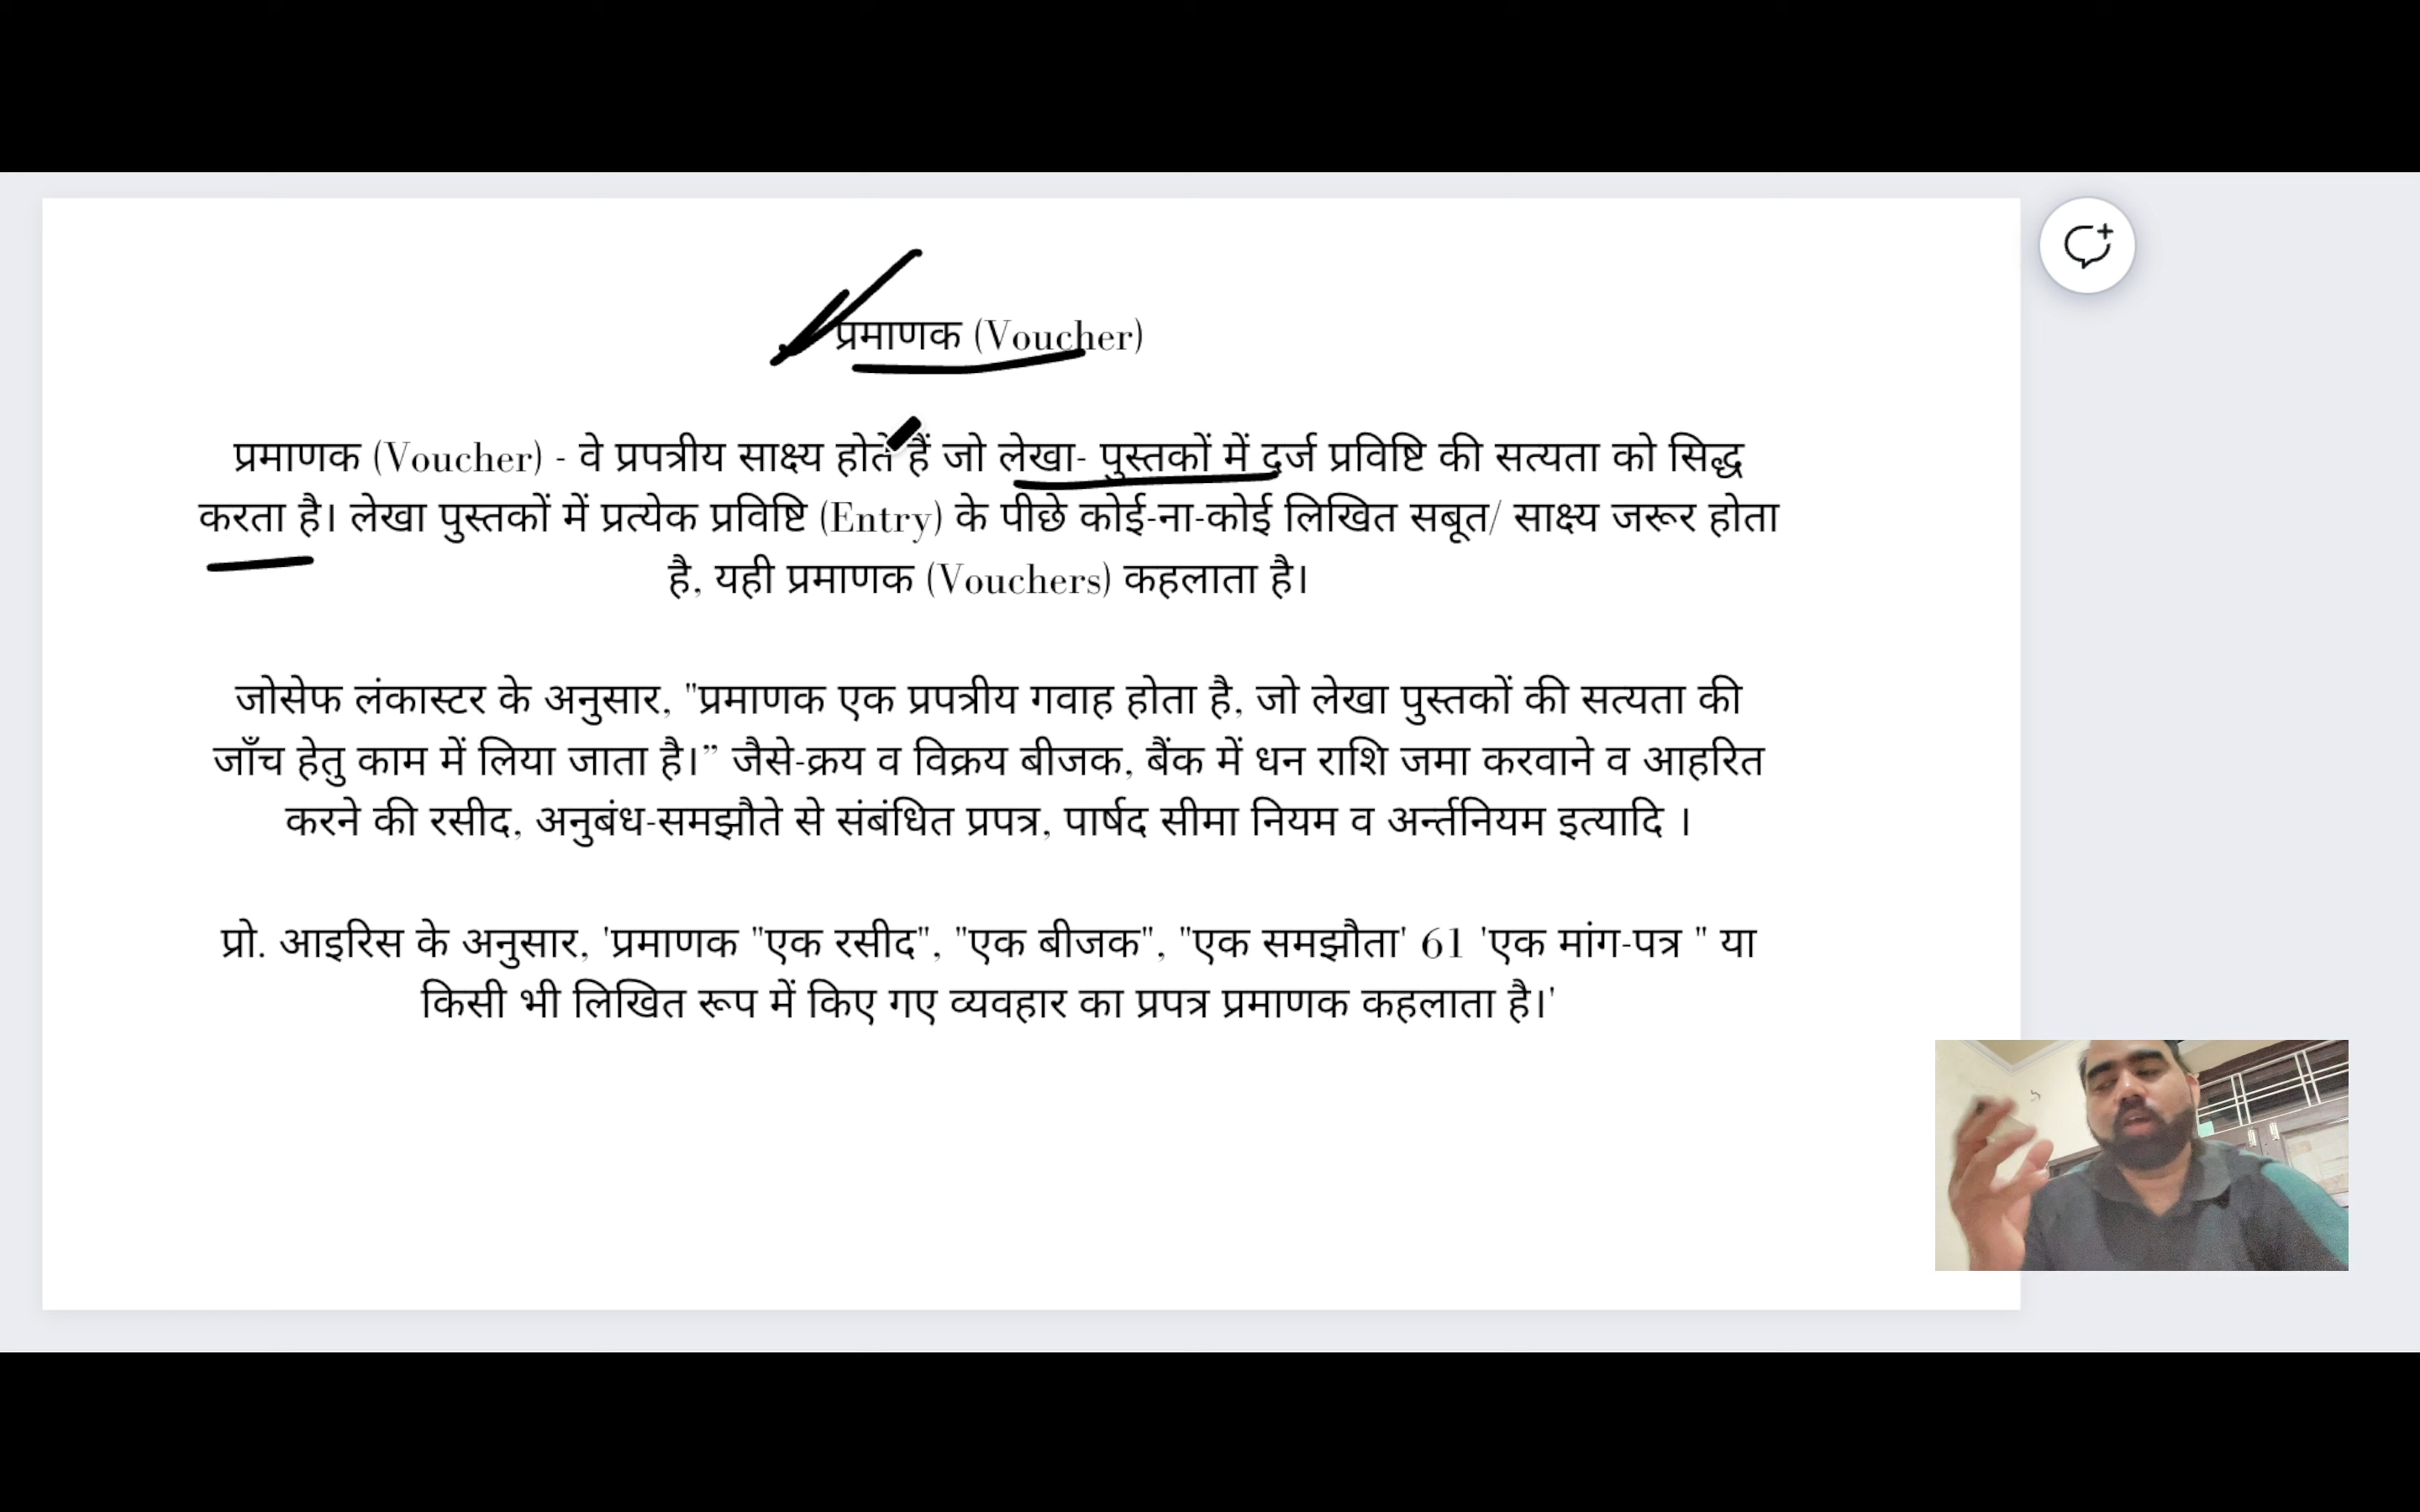 प्रमाणक (Voucher)
प्रमाणक (Voucher) - वे प्रपत्रीय साक्ष्य होते हैं जो लेखा- पुस्तकों में दर्ज प्रविष्टि की सत्यता को सिद्ध
करता है। लेखा पुस्तकों में प्रत्येक प्रविष्टि (Entry) के पीछे कोई-ना-कोई लिखित सबूत/ साक्ष्य जरूर होता
है, यही प्रमाणक (Vouchers) कहलाता है।
जोसेफ लंकास्टर के अनुसार, "प्रमाणक एक प्रपत्रीय गवाह होता है, जो लेखा पुस्तकों की सत्यता की
जाँच हेतु काम में लिया जाता है।” जैसे-क्रय व विक्रय बीजक, बैंक में धन राशि जमा करवाने व आहरित
करने की रसीद, अनुबंध-समझौते से संबंधित प्रपत्र, पार्षद सीमा नियम व अर्न्तनियम इत्यादि ।
प्रो. आइरिस के अनुसार, 'प्रमाणक "एक रसीद", "एक बीजक", "एक समझौता' 61 'एक मांग-पत्र " या
किसी भी लिखित रूप में किए गए व्यवहार का प्रपत्र प्रमाणक कहलाता है।'